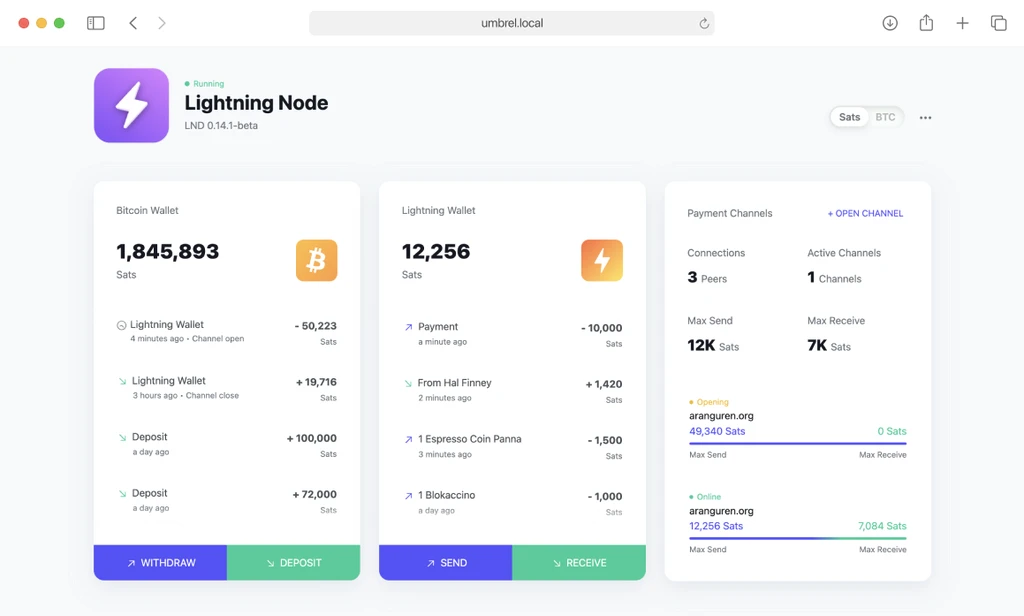 umbrel.local
Running
Lightning Node
LND 0.14.1-beta
Sats BTC
Bitcoin Wallet
1,845,893
Sats
Lightning Wallet - 50,223
4 minutes ago • Channel open Sats
Lightning Wallet + 19,716
3 hours ago • Channel close Sats
Deposit + 100,000
a day ago Sats
Deposit + 72,000
a day ago Sats
WITHDRAW DEPOSIT
Lightning Wallet
12,256
Sats
Payment - 10,000
a minute ago Sats
From Hal Finney + 1,420
2 minutes ago Sats
1 Espresso Coin Panna - 1,500
3 minutes ago Sats
1 Blokaccino - 1,000
a day ago Sats
SEND RECEIVE
Payment Channels + OPEN CHANNEL
Connections Active Channels
3 Peers 1 Channels
Max Send Max Receive
12K Sats 7K Sats
Opening
aranguren.org
49,340 Sats 0 Sats
Max Send Max Receive
Online
aranguren.org
12,256 Sats 7,084 Sats
Max Send Max Receive